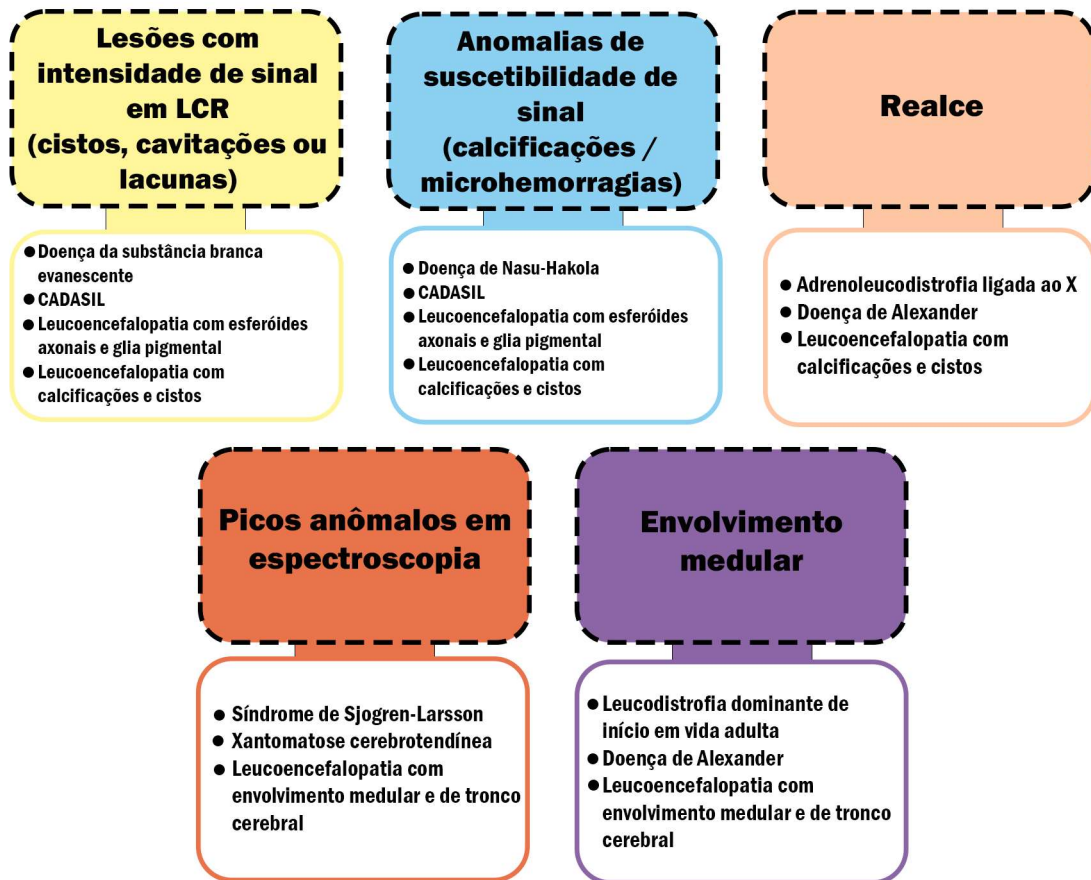 Lesões com
intensidade de sinal
em LCR
(cistos, cavitações ou
lacunas)
● Doença da substância branca
evanescente
● CADASIL
● Leucoencefalopatia com esferóides
axonais e glia pigmental
● Leucoencefalopatia com
calcificações e cistos
Anomalias de
suscetibilidade de
sinal
(calcificações /
microhemorragias)
● Doença de Nasu-Hakola
● CADASIL
● Leucoencefalopatia com esferóides
axonais e glia pigmental
● Leucoencefalopatia com
calcificações e cistos
Realce
● Adrenoleucodistrofia ligada ao X
● Doença de Alexander
● Leucoencefalopatia com
calcificações e cistos
Picos anômalos em
espectroscopia
● Síndrome de Sjogren-Larsson
● Xantomatose cerebrotendínea
● Leucoencefalopatia com
envolvimento medular e de tronco
cerebral
Envolvimento
medular
● Leucodistrofia dominante de
início em vida adulta
● Doença de Alexander
● Leucoencefalopatia com
envolvimento medular e de tronco
cerebral